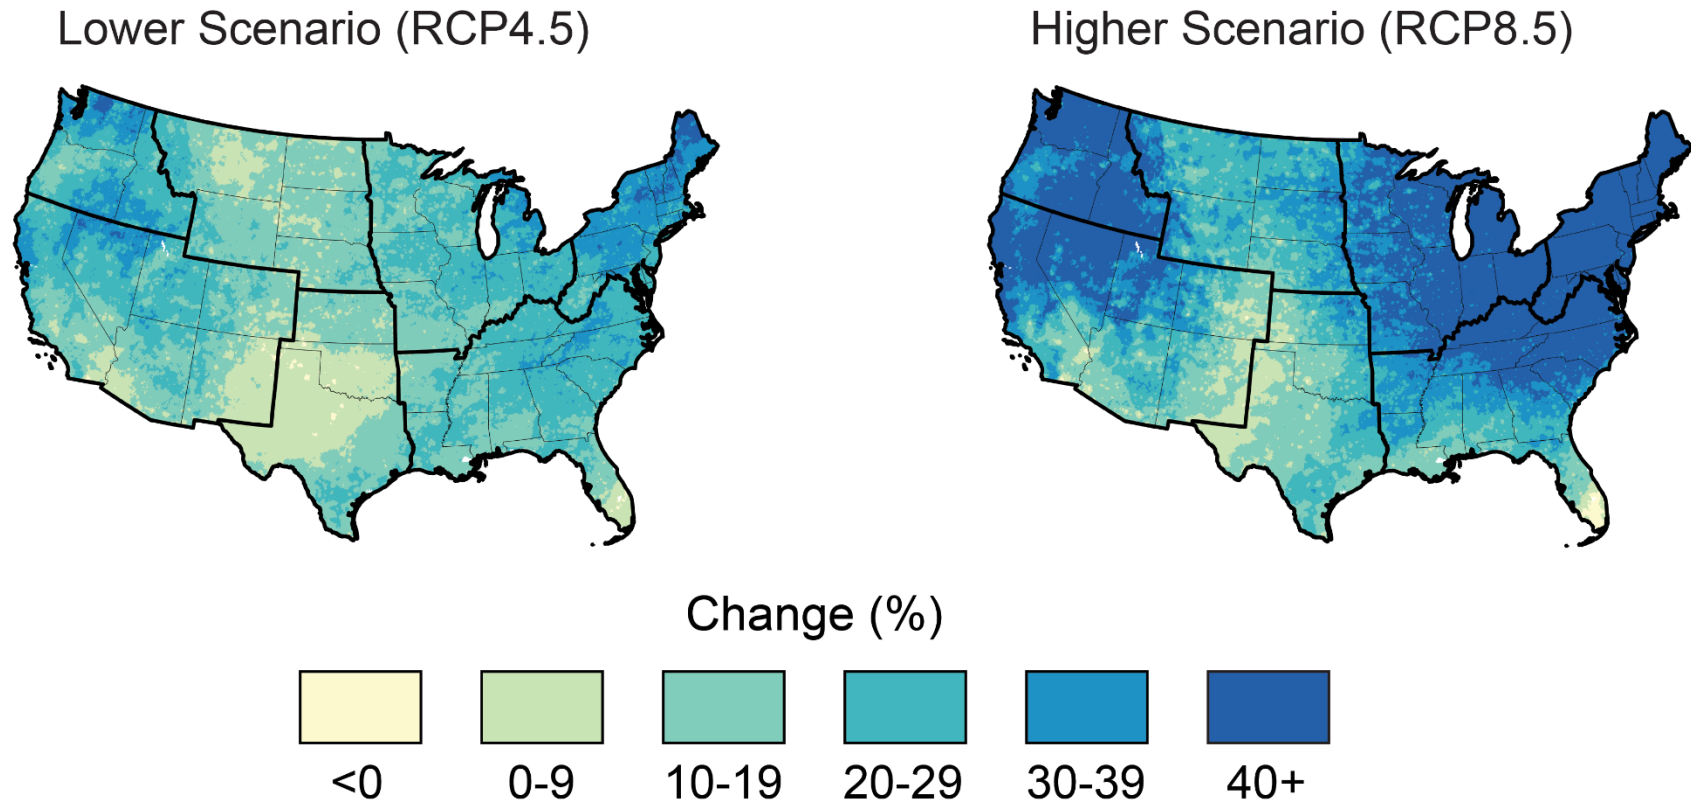 Lower Scenario (RCP4.5)
Higher Scenario (RCP8.5)
Change (%)
<0
0-9
10-19
20-29
30-39
40+